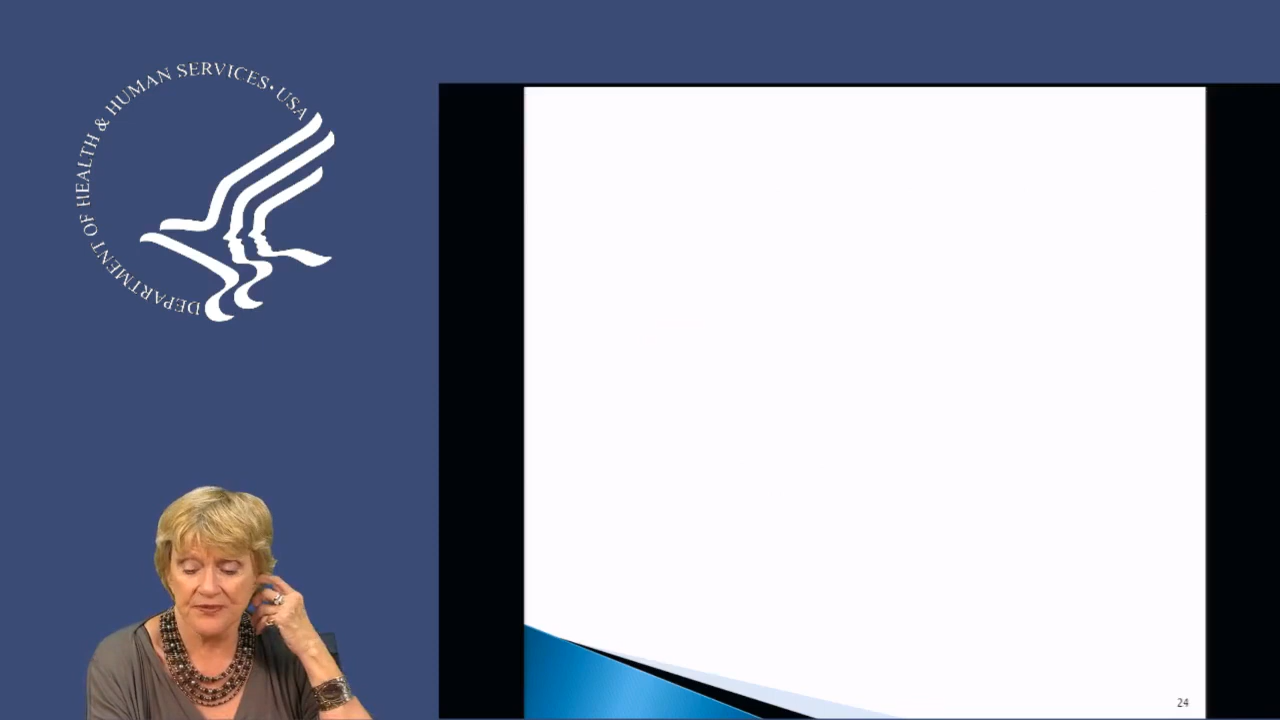 DEPARTMENT OF HEALTH & HUMAN SERVICES • USA
24